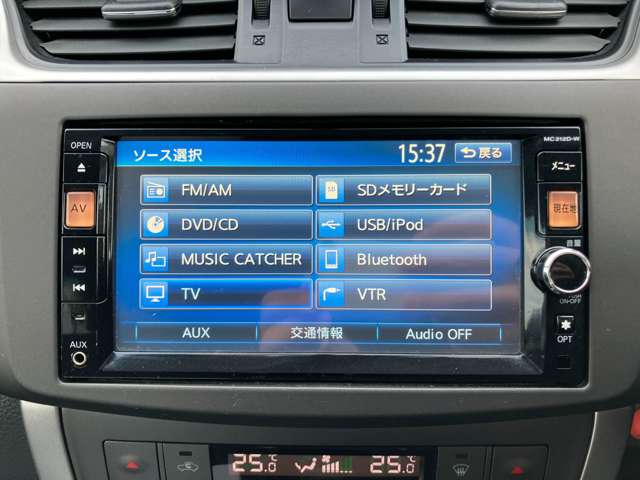 MC312D-W
OPEN
ソース選択 15:37 戻る
メニュー
FM/AM SDメモリーカード
SD
AV
現在地
DVD/CD USB/iPod
音量
MUSIC CATCHER Bluetooth
PUSH
ON-OFF
TV VTR
AUX 交通情報 Audio OFF
AUX
OPT
25.0℃ 25.0℃